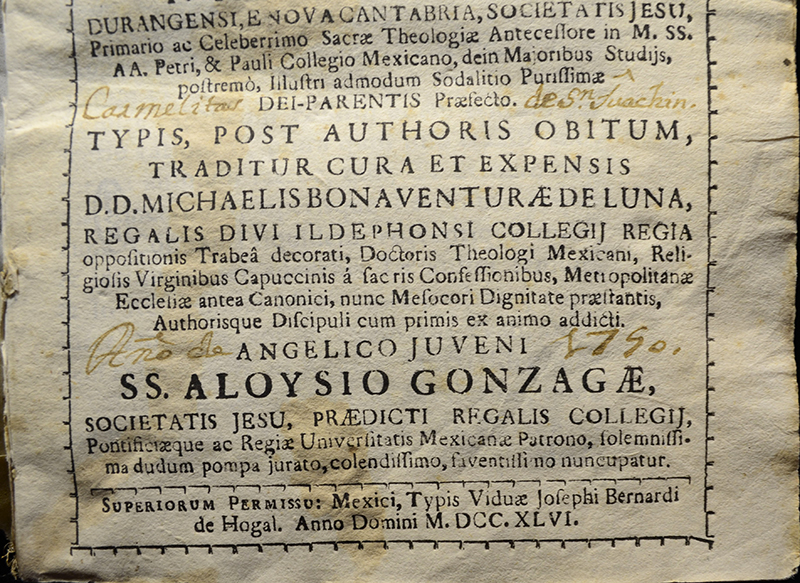 DURANGENSI, E NOVA CANTABRIA, SOCIETATIS JESU,
Primario ac Celeberrimo Sacræ Theologiæ Anteceſſore in M. SS.
AA. Petri, & Pauli Collegio Mexicano, dein Majoribus Studijs,
poſtremò, Illuſtri admodum Sodalitio Puriſſimæ
Carmelitas DEI-PARENTIS Præfecto. de Sn. Juachin.
TYPIS, POST AUTHORIS OBITUM,
TRADITUR CURA ET EXPENSIS
D.D. MICHAELIS BONAVENTURÆ DE LUNA,
REGALIS DIVI ILDEPHONSI COLLEGIJ REGIA
oppoſitionis Trabeâ decorati, Doctoris Theologi Mexicani, Reli-
gioſis Virginibus Capuccinis á ſacris Confeſſionibus, Metropolitanæ
Eccleſiæ antea Canonici, nunc Meſocori Dignitate præſtantis,
Authoriſque Diſcipuli cum primis ex animo addicti.
Año de ANGELICO JUVENI 1790.
SS. ALOYSIO GONZAGÆ,
SOCIETATIS JESU, PRÆDICTI REGALIS COLLEGIJ,
Pontificiæque ac Regiæ Univerſitatis Mexicanæ Patrono, ſolemniſſi-
ma dudum pompa jurato, colendiſſimo, faventiſſimo nuncupatur.
SUPERIORUM PERMISSU: Mexici, Typis Viduæ Joſephi Bernardi
de Hogal. Anno Domini M. DCC. XLVI.